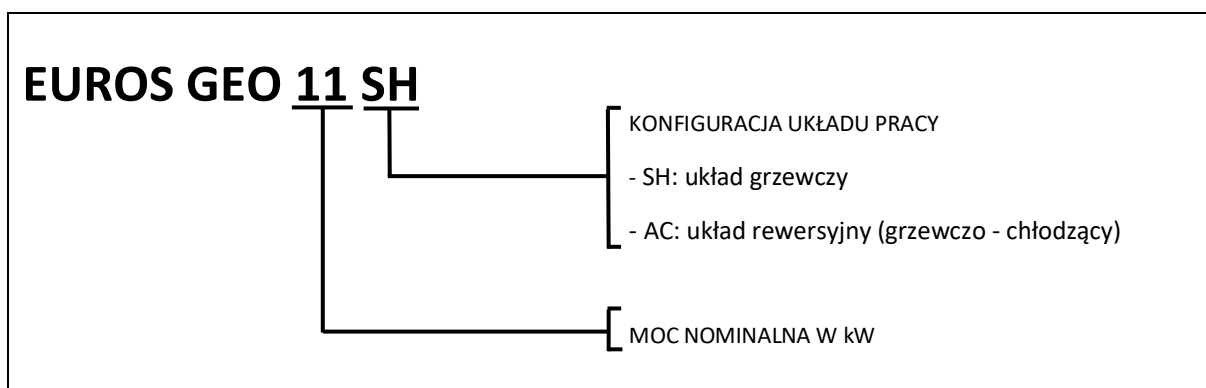 EUROS GEO 11 SH
KONFIGURACJA UKŁADU PRACY
- SH: układ grzewczy
- AC: układ rewersyjny (grzewczo - chłodzący)
MOC NOMINALNA W kW